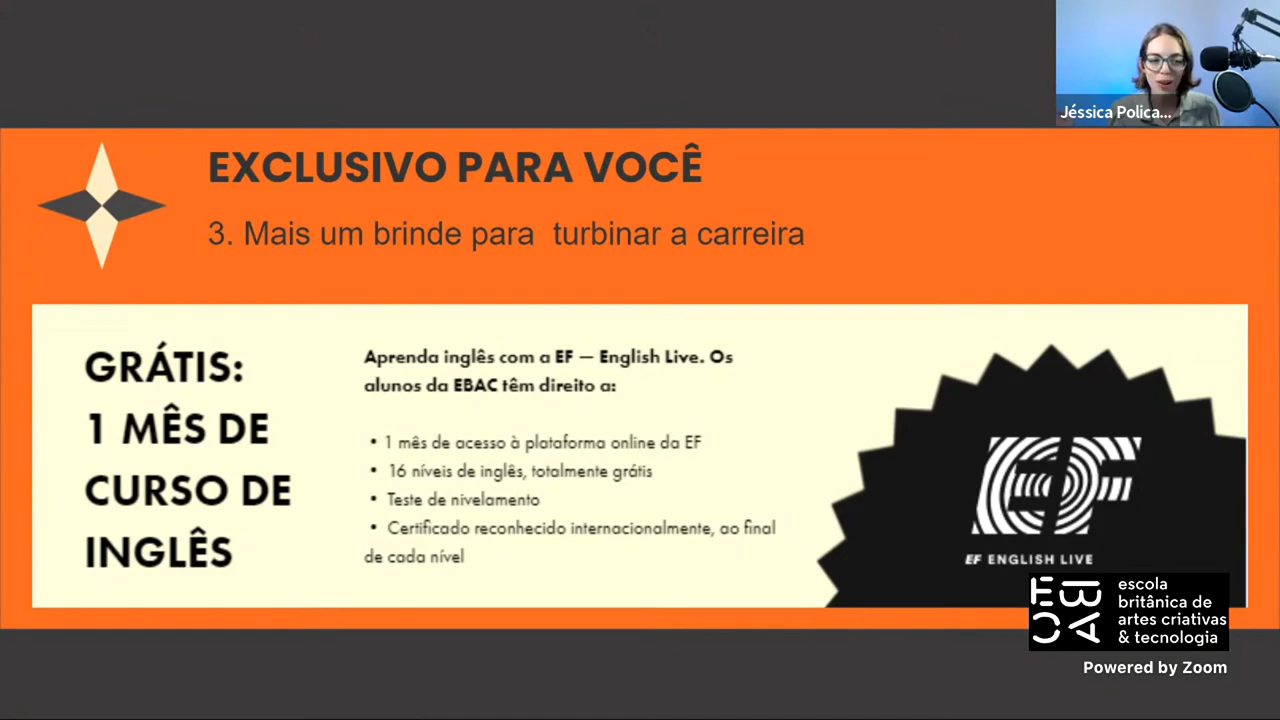 Jéssica Polica...
EXCLUSIVO PARA VOCÊ
3. Mais um brinde para  turbinar a carreira
GRÁTIS:
1 MÊS DE
CURSO DE
INGLÊS
Aprenda inglês com a EF — English Live. Os
alunos da EBAC têm direito a:
• 1 mês de acesso à plataforma online da EF
• 16 níveis de inglês, totalmente grátis
• Teste de nivelamento
• Certificado reconhecido internacionalmente, ao final
de cada nível
EF
EF ENGLISH LIVE
EBAC
escola
britânica de
artes criativas
& tecnologia
Powered by Zoom